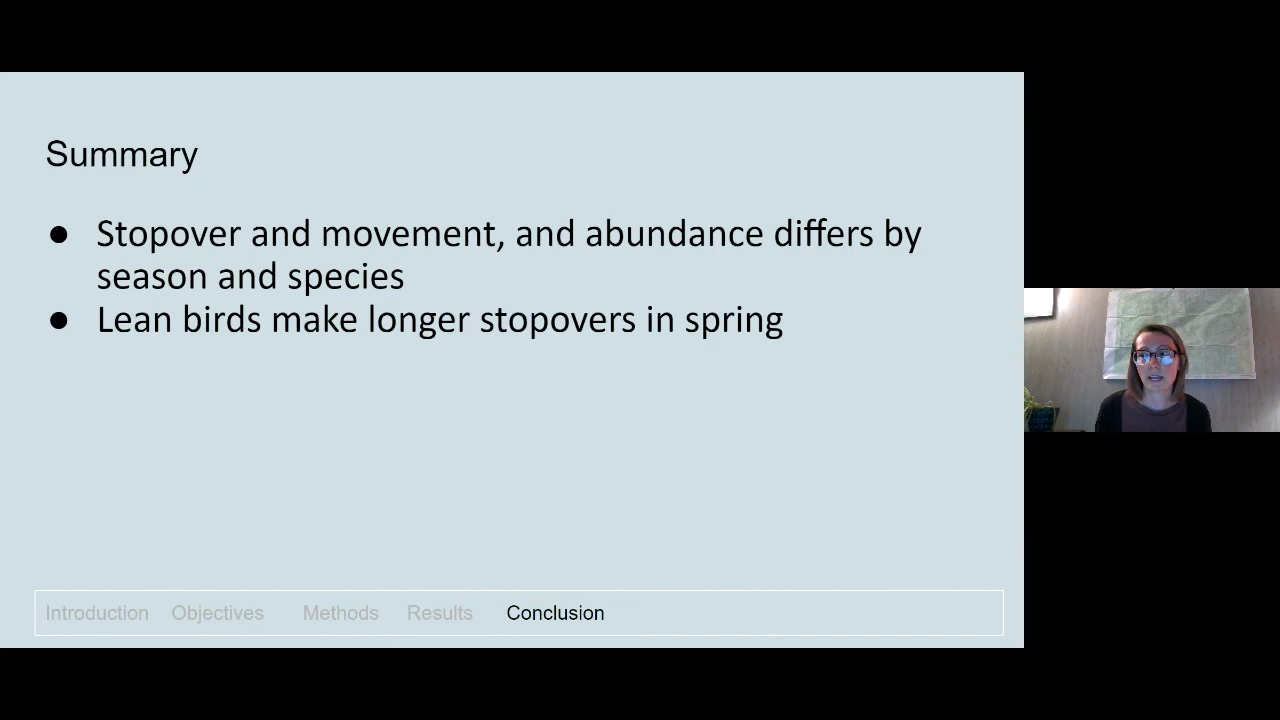 Summary
● Stopover and movement, and abundance differs by
season and species
● Lean birds make longer stopovers in spring
Introduction Objectives Methods Results Conclusion